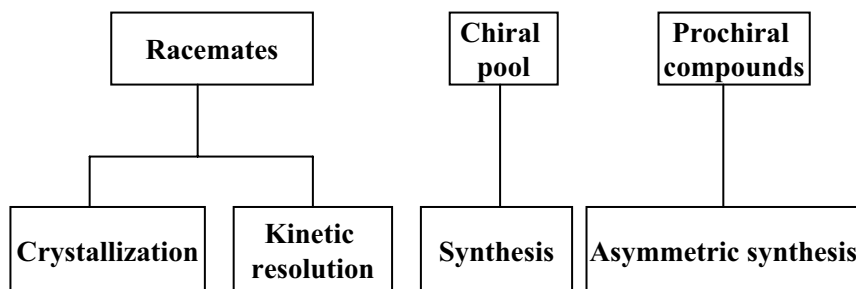 Racemates
Chiral
pool
Prochiral
compounds
Crystallization
Kinetic
resolution
Synthesis
Asymmetric synthesis